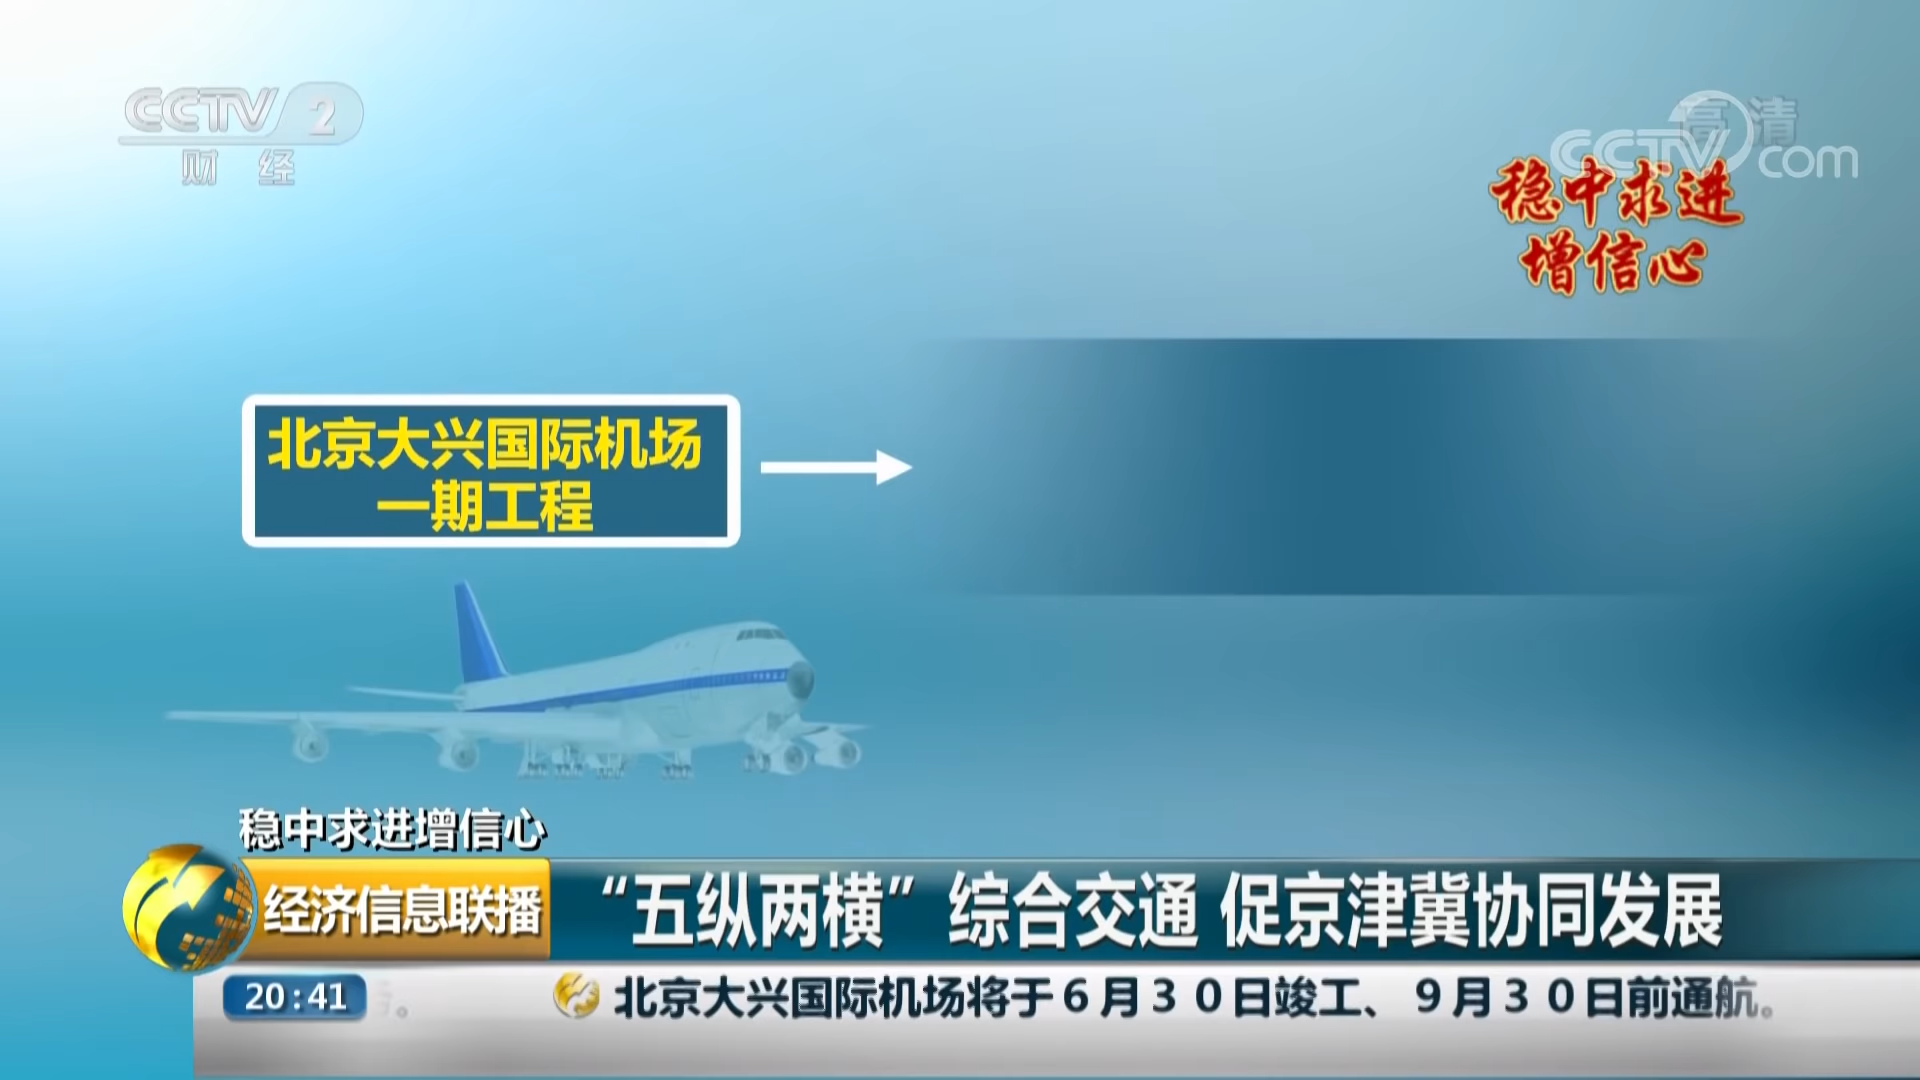 CCTV 2
财 经
高清
CCTV com
稳中求进
增信心
北京大兴国际机场
一期工程
稳中求进增信心
经济信息联播
“五纵两横”综合交通 促京津冀协同发展
20:41
北京大兴国际机场将于６月３０日竣工、９月３０日前通航。